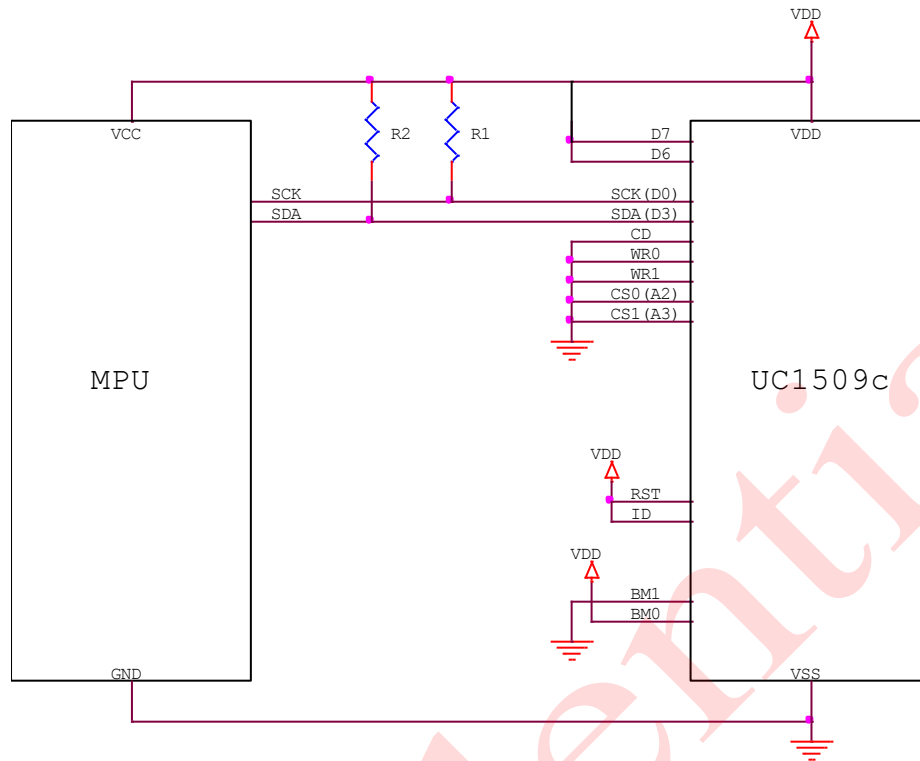 VDD
VCC
R2
R1
VDD
D7
D6
SCK
SCK(D0)
SDA
SDA(D3)
CD
WR0
WR1
CS0(A2)
CS1(A3)
MPU
UC1509c
VDD
RST
ID
VDD
BM1
BM0
GND
VSS